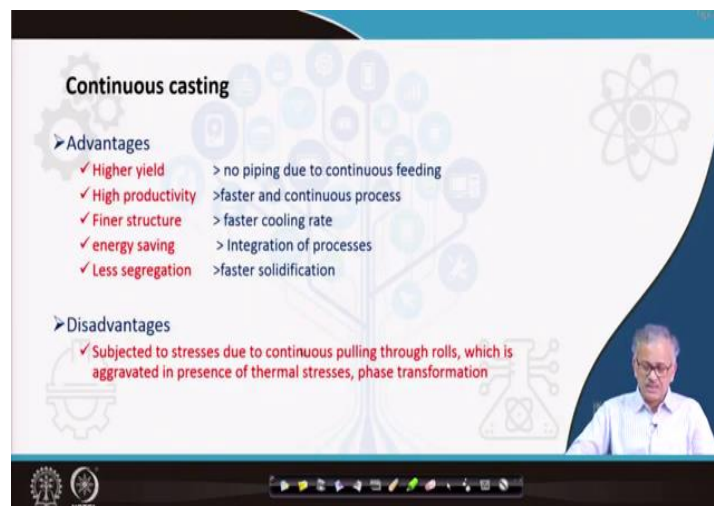 Continuous casting
➢Advantages
✓Higher yield > no piping due to continuous feeding
✓High productivity >faster and continuous process
✓Finer structure > faster cooling rate
✓energy saving > Integration of processes
✓Less segregation >faster solidification
➢Disadvantages
✓Subjected to stresses due to continuous pulling through rolls, which is
aggravated in presence of thermal stresses, phase transformation